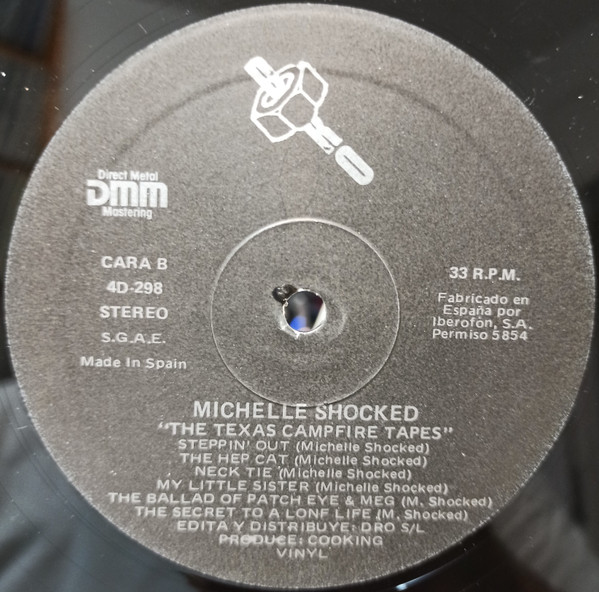 DRO
Direct Metal
DMM
Mastering
CARA B
4D-298
STEREO
S.G.A.E.
Made In Spain
33 R.P.M.
Fabricado en
España por
Iberofón, S.A.
Permiso 5854
MICHELLE SHOCKED
"THE TEXAS CAMPFIRE TAPES"
STEPPIN' OUT (Michelle Shocked)
THE HEP CAT (Michelle Shocked)
NECK TIE (Michelle Shocked)
MY LITTLE SISTER (Michelle Shocked)
THE BALLAD OF PATCH EYE & MEG (M. Shocked)
THE SECRET TO A LONF LIFE (M. Shocked)
EDITA Y DISTRIBUYE: DRO S/L
PRODUCE: COOKING
VINYL